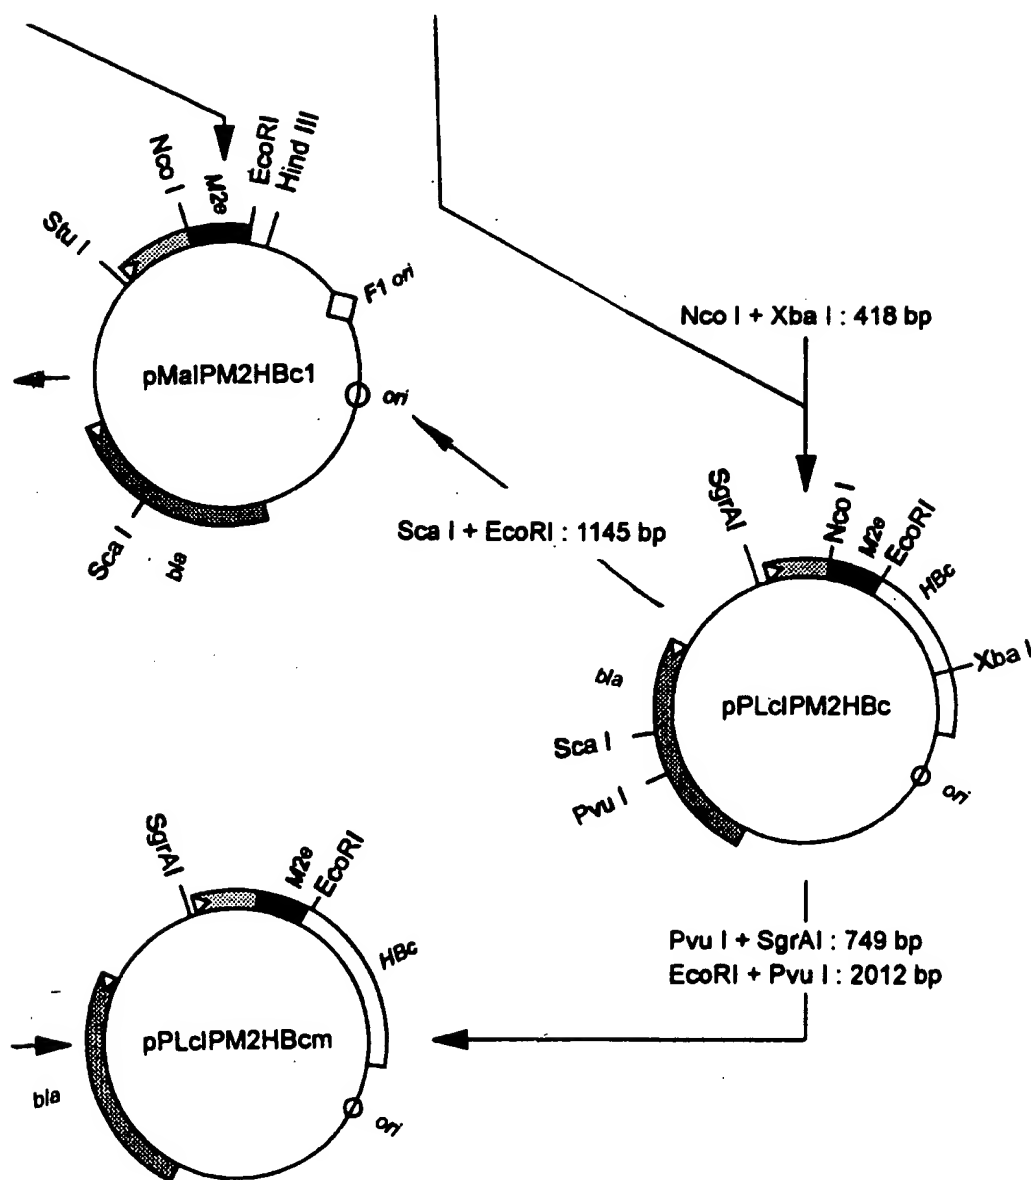 Nco I
M2e
EcoRI
Hind III
Stu I
F1 ori
pMalPM2HBc1
ori
Sca I
bla
Nco I + Xba I : 418 bp
Sca I + EcoRI : 1145 bp
SgrAI
Nco I
M2e
EcoRI
HBc
Xba I
bla
pPLcIPM2HBc
Sca I
Pvu I
ori
Pvu I + SgrAI : 749 bp
EcoRI + Pvu I : 2012 bp
SgrAI
M2e
EcoRI
HBc
pPLcIPM2HBcm
bla
ori